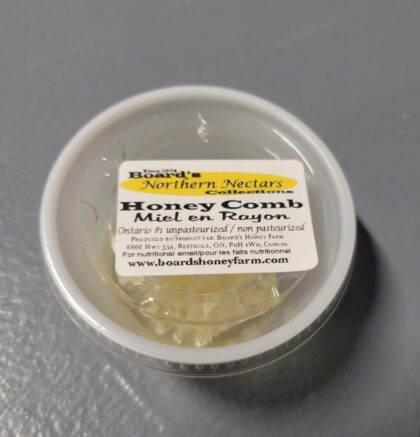 Since 1974
Board's
Northern Nectars
Collections
Honey Comb
Miel en Rayon
Ontario #1 unpasteurized / non pasteurized
Produced by/produit par: Board's Honey Farm
6866 Hwy 534, Restoule, ON, P0H 2W0, Canada
For nutritional email/pour les faits nutritionnel
www.boardshoneyfarm.com